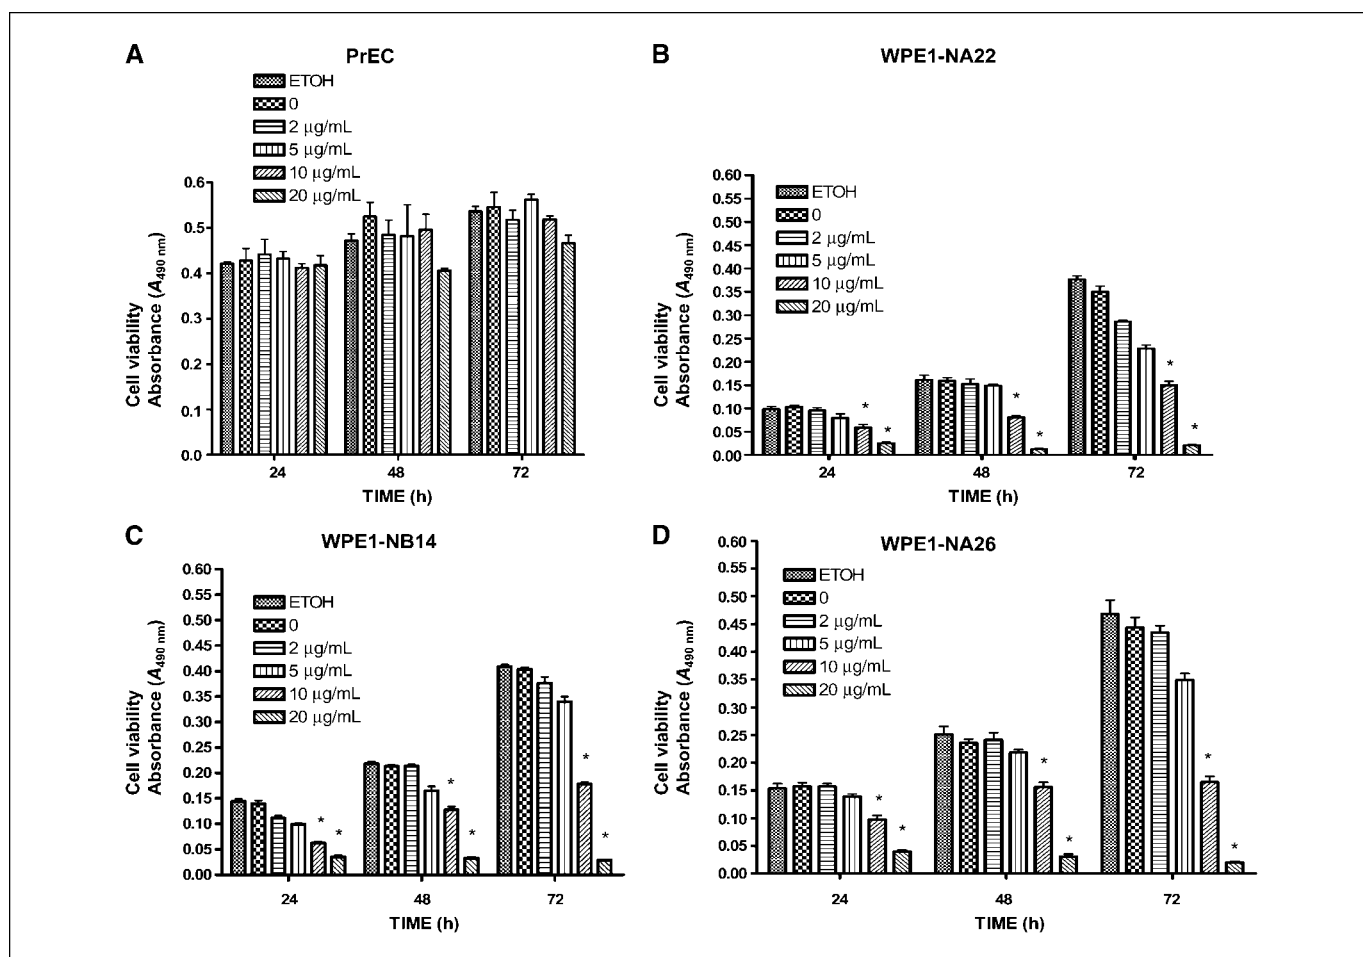 A
PrEC
ETOH
0
2 µg/mL
5 µg/mL
10 µg/mL
20 µg/mL
Cell viability
Absorbance (A490 nm)
0.6
0.5
0.4
0.3
0.2
0.1
0.0
24 48 72
TIME (h)
B
WPE1-NA22
ETOH
0
2 µg/mL
5 µg/mL
10 µg/mL
20 µg/mL
Cell viability
Absorbance (A490 nm)
0.60
0.55
0.50
0.45
0.40
0.35
0.30
0.25
0.20
0.15
0.10
0.05
0.00
* *
* *
* *
24 48 72
TIME (h)
C
WPE1-NB14
ETOH
0
2 µg/mL
5 µg/mL
10 µg/mL
20 µg/mL
Cell viability
Absorbance (A490 nm)
0.60
0.55
0.50
0.45
0.40
0.35
0.30
0.25
0.20
0.15
0.10
0.05
0.00
* *
* *
* *
24 48 72
TIME (h)
D
WPE1-NA26
ETOH
0
2 µg/mL
5 µg/mL
10 µg/mL
20 µg/mL
Cell viability
Absorbance (A490 nm)
0.60
0.55
0.50
0.45
0.40
0.35
0.30
0.25
0.20
0.15
0.10
0.05
0.00
* *
* *
* *
24 48 72
TIME (h)